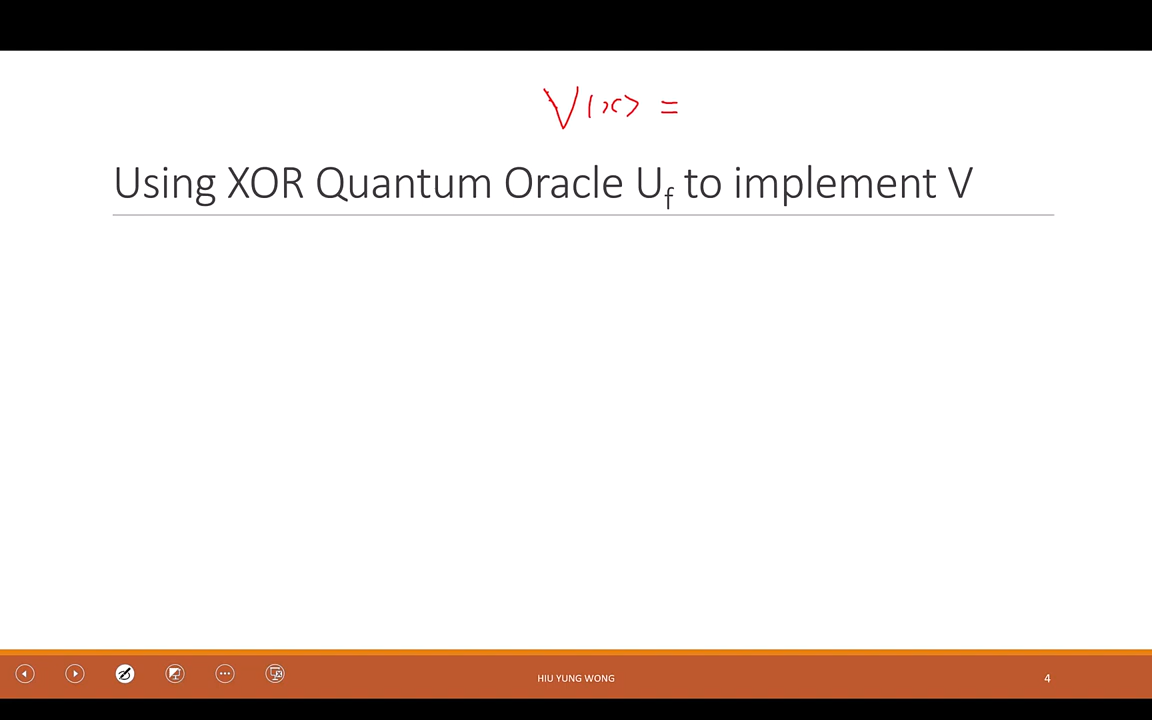 V|x> =
Using XOR Quantum Oracle Uf to implement V
HIU YUNG WONG
4